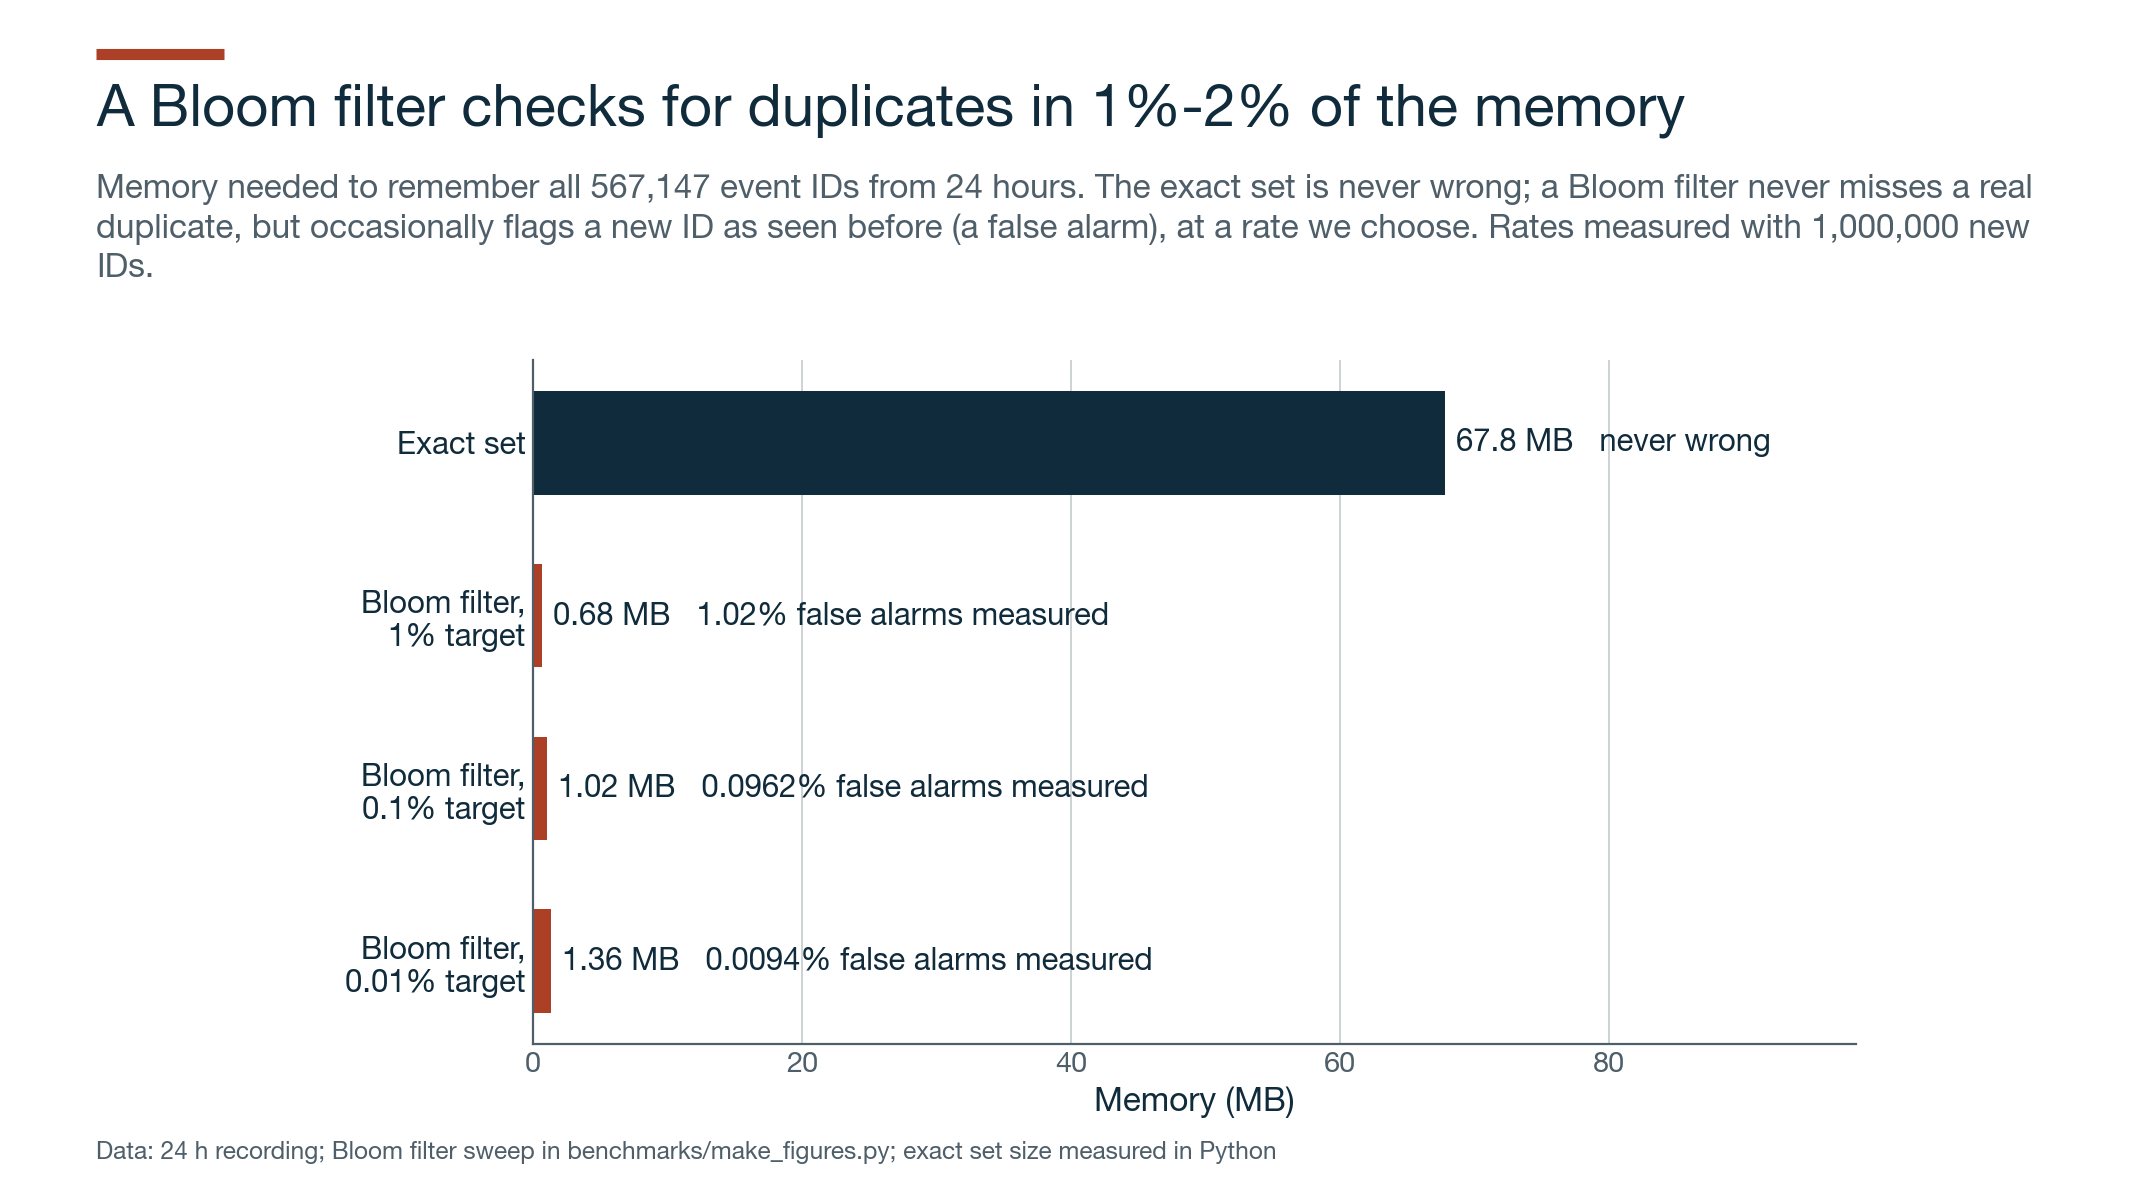 A Bloom filter checks for duplicates in 1%-2% of the memory
Memory needed to remember all 567,147 event IDs from 24 hours. The exact set is never wrong; a Bloom filter never misses a real
duplicate, but occasionally flags a new ID as seen before (a false alarm), at a rate we choose. Rates measured with 1,000,000 new
IDs.
Exact set
67.8 MB never wrong
Bloom filter,
1% target
0.68 MB 1.02% false alarms measured
Bloom filter,
0.1% target
1.02 MB 0.0962% false alarms measured
Bloom filter,
0.01% target
1.36 MB 0.0094% false alarms measured
0 20 40 60 80
Memory (MB)
Data: 24 h recording; Bloom filter sweep in benchmarks/make_figures.py; exact set size measured in Python